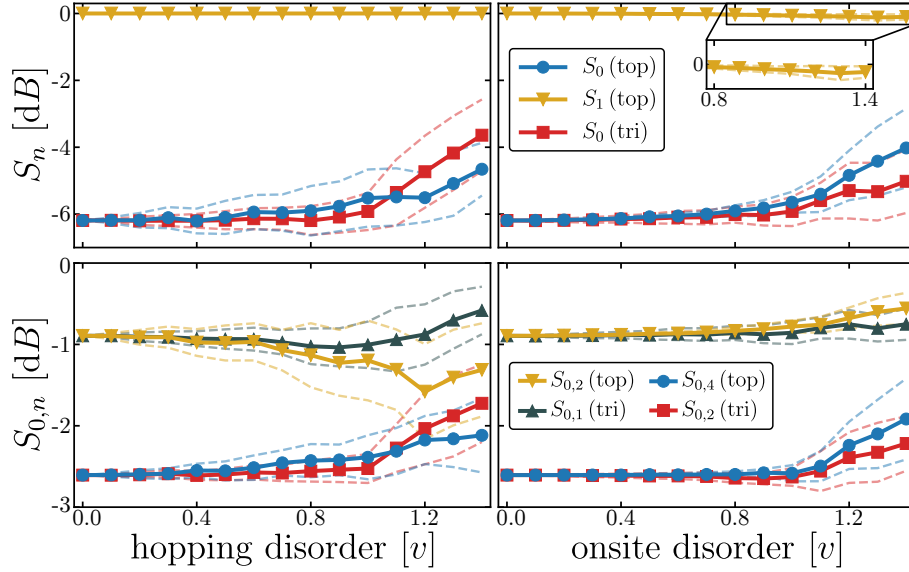 0
-2
-4
-6
S_n [dB]
S_0 (top)
S_1 (top)
S_0 (tri)
0
0.8
1.4
0
-1
-2
-3
S_{0,n} [dB]
S_{0,2} (top)
S_{0,4} (top)
S_{0,1} (tri)
S_{0,2} (tri)
0.0
0.4
0.8
1.2
0.0
0.4
0.8
1.2
hopping disorder [v]
onsite disorder [v]